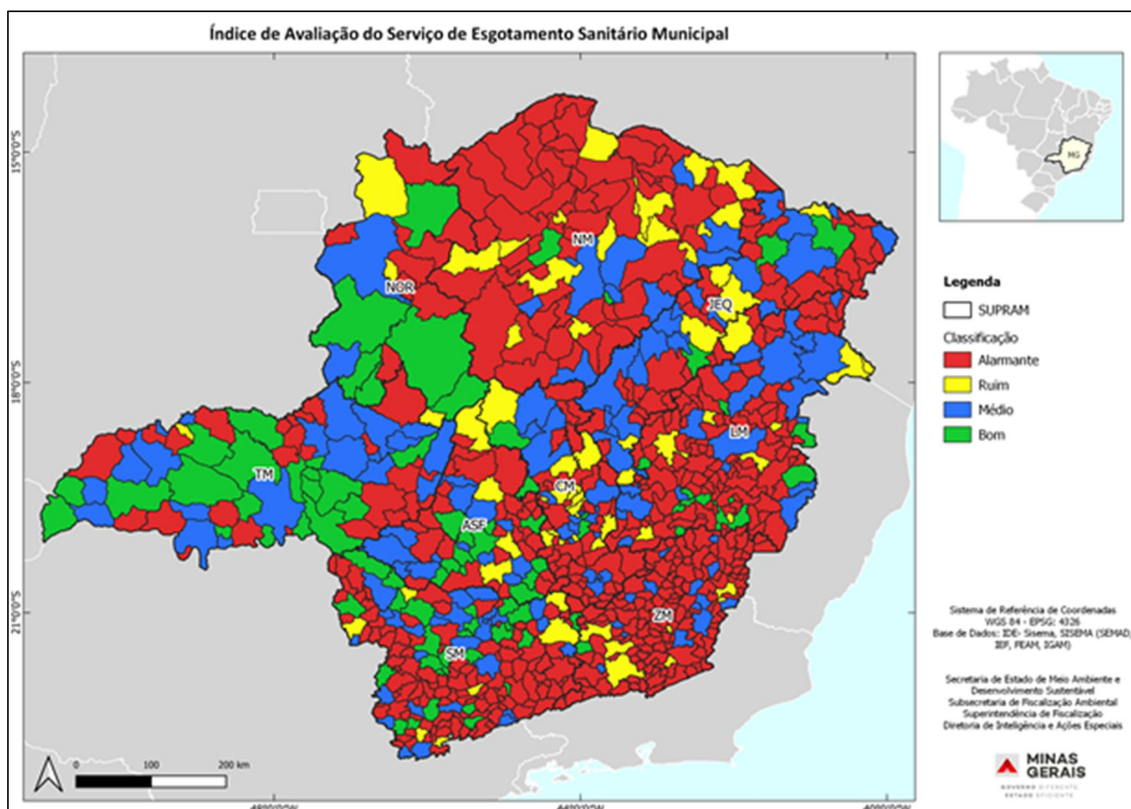 Índice de Avaliação do Serviço de Esgotamento Sanitário Municipal
15°0'0"S
18°0'0"S
21°0'0"S
NM
NOR
JEQ
LM
TM
CM
ASF
ZM
SM
0 100 200 km
MG
Legenda
SUPRAM
Classificação
Alarmante
Ruim
Médio
Bom
Sistema de Referência de Coordenadas
WGS 84 - EPSG: 4326
Base de Dados: IDE- Sisema, SISEMA (SEMAD,
IEF, FEAM, IGAM)
Secretaria de Estado de Meio Ambiente e
Desenvolvimento Sustentável
Subsecretaria de Fiscalização Ambiental
Superintendência de Fiscalização
Diretoria de Inteligência e Ações Especiais
MINAS
GERAIS
GOVERNO DIFERENTE
ESTADO EFICIENTE